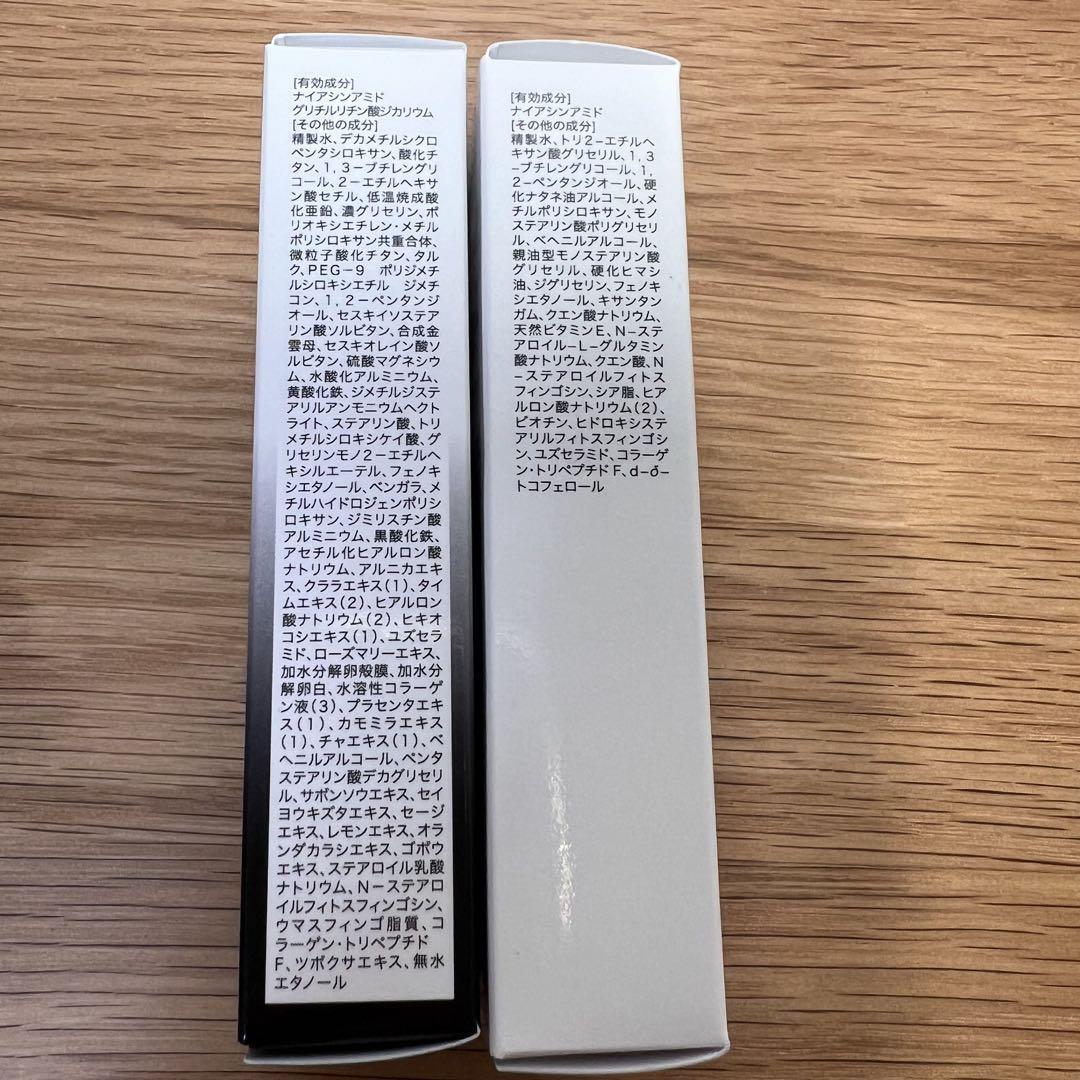 [有効成分]
ナイアシンアミド
グリチルリチン酸ジカリウム
[その他の成分]
精製水、デカメチルシクロ
ペンタシロキサン、酸化チ
タン、1,3−ブチレングリ
コール、2−エチルヘキサ
ン酸セチル、低温焼成酸
化亜鉛、濃グリセリン、ポ
リオキシエチレン・メチル
ポリシロキサン共重合体、
微粒子酸化チタン、タル
ク、PEG−9 ポリジメチ
ルシロキシエチル ジメチ
コン、1,2−ペンタンジ
オール、セスキイソステア
リン酸ソルビタン、合成金
雲母、セスキオレイン酸ソ
ルビタン、硫酸マグネシウ
ム、水酸化アルミニウム、
黄酸化鉄、ジメチルジステ
アリルアンモニウムヘクト
ライト、ステアリン酸、トリ
メチルシロキシケイ酸、グ
リセリンモノ2−エチルヘ
キシルエーテル、フェノキ
シエタノール、ベンガラ、メ
チルハイドロジェンポリシ
ロキサン、ジミリスチン酸
アルミニウム、黒酸化鉄、
アセチル化ヒアルロン酸
ナトリウム、アルニカエキ
ス、クララエキス(1)、タイ
ムエキス(2)、ヒアルロン
酸ナトリウム(2)、ヒキオ
コシエキス(1)、ユズセラ
ミド、ローズマリーエキス、
加水分解卵殻膜、加水分
解卵白、水溶性コラーゲ
ン液(3)、プラセンタエキ
ス(1)、カモミラエキス
(1)、チャエキス(1)、ベ
ヘニルアルコール、ペンタ
ステアリン酸デカグリセリ
ル、サボンソウエキス、セイ
ヨウキズタエキス、セージ
エキス、レモンエキス、オラ
ンダカラシエキス、ゴボウ
エキス、ステアロイル乳酸
ナトリウム、N−ステアロ
イルフィトスフィンゴシン、
ウマスフィンゴ脂質、コ
ラーゲン・トリペプチド
F、ツボクサエキス、無水
エタノール
[有効成分]
ナイアシンアミド
[その他の成分]
精製水、トリ2−エチルヘ
キサン酸グリセリル、1,3
−ブチレングリコール、1,
2−ペンタンジオール、硬
化ナタネ油アルコール、メ
チルポリシロキサン、モノ
ステアリン酸ポリグリセリ
ル、ベヘニルアルコール、
親油型モノステアリン酸
グリセリル、硬化ヒマシ
油、ジグリセリン、フェノキ
シエタノール、キサンタン
ガム、クエン酸ナトリウム、
天然ビタミンE、N−ステ
アロイル−L−グルタミン
酸ナトリウム、クエン酸、N
−ステアロイルフィトス
フィンゴシン、シア脂、ヒア
ルロン酸ナトリウム(2)、
ビオチン、ヒドロキシステ
アリルフィトスフィンゴシ
ン、ユズセラミド、コラーゲ
ン・トリペプチドF、d−δ−
トコフェロール